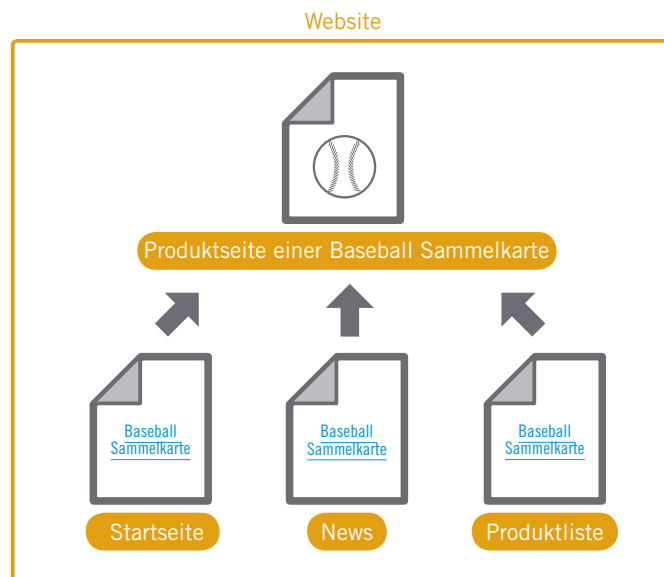 Website
Produktseite einer Baseball Sammelkarte
Baseball
Sammelkarte
Baseball
Sammelkarte
Baseball
Sammelkarte
Startseite
News
Produktliste